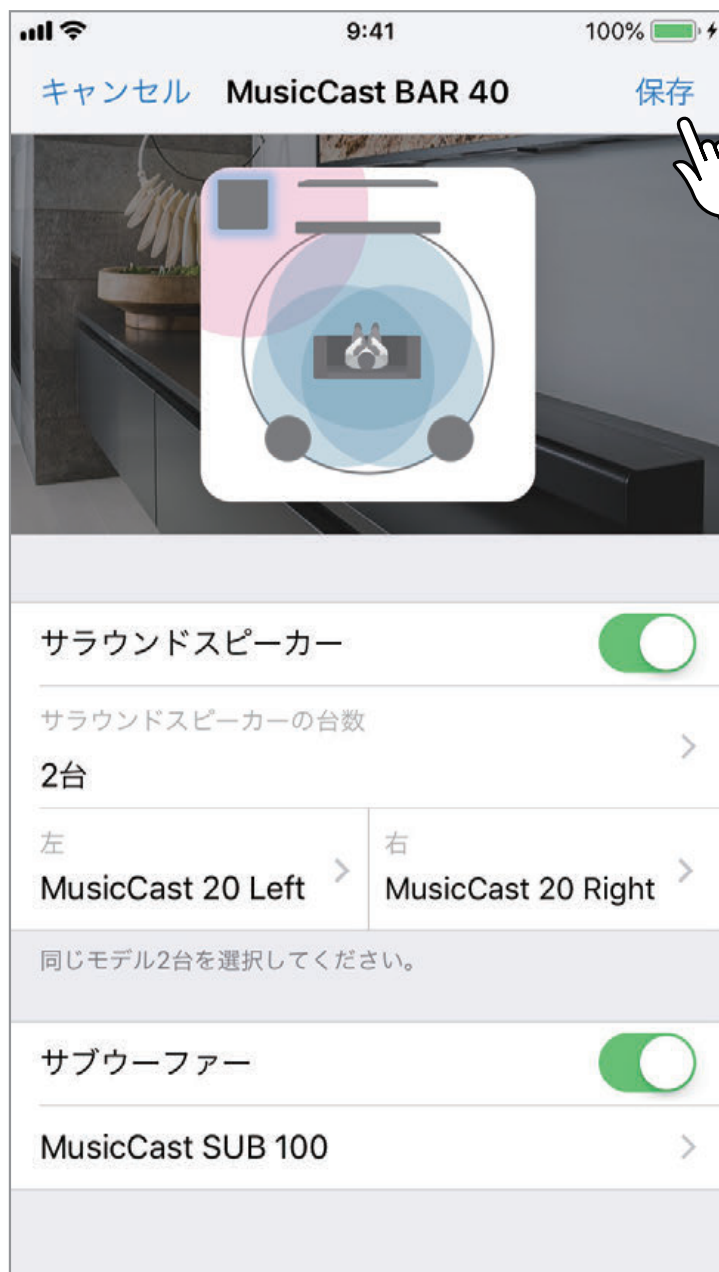 9:41
100%
キャンセル MusicCast BAR 40 保存
サラウンドスピーカー
サラウンドスピーカーの台数
2台
左 右
MusicCast 20 Left MusicCast 20 Right
同じモデル2台を選択してください。
サブウーファー
MusicCast SUB 100